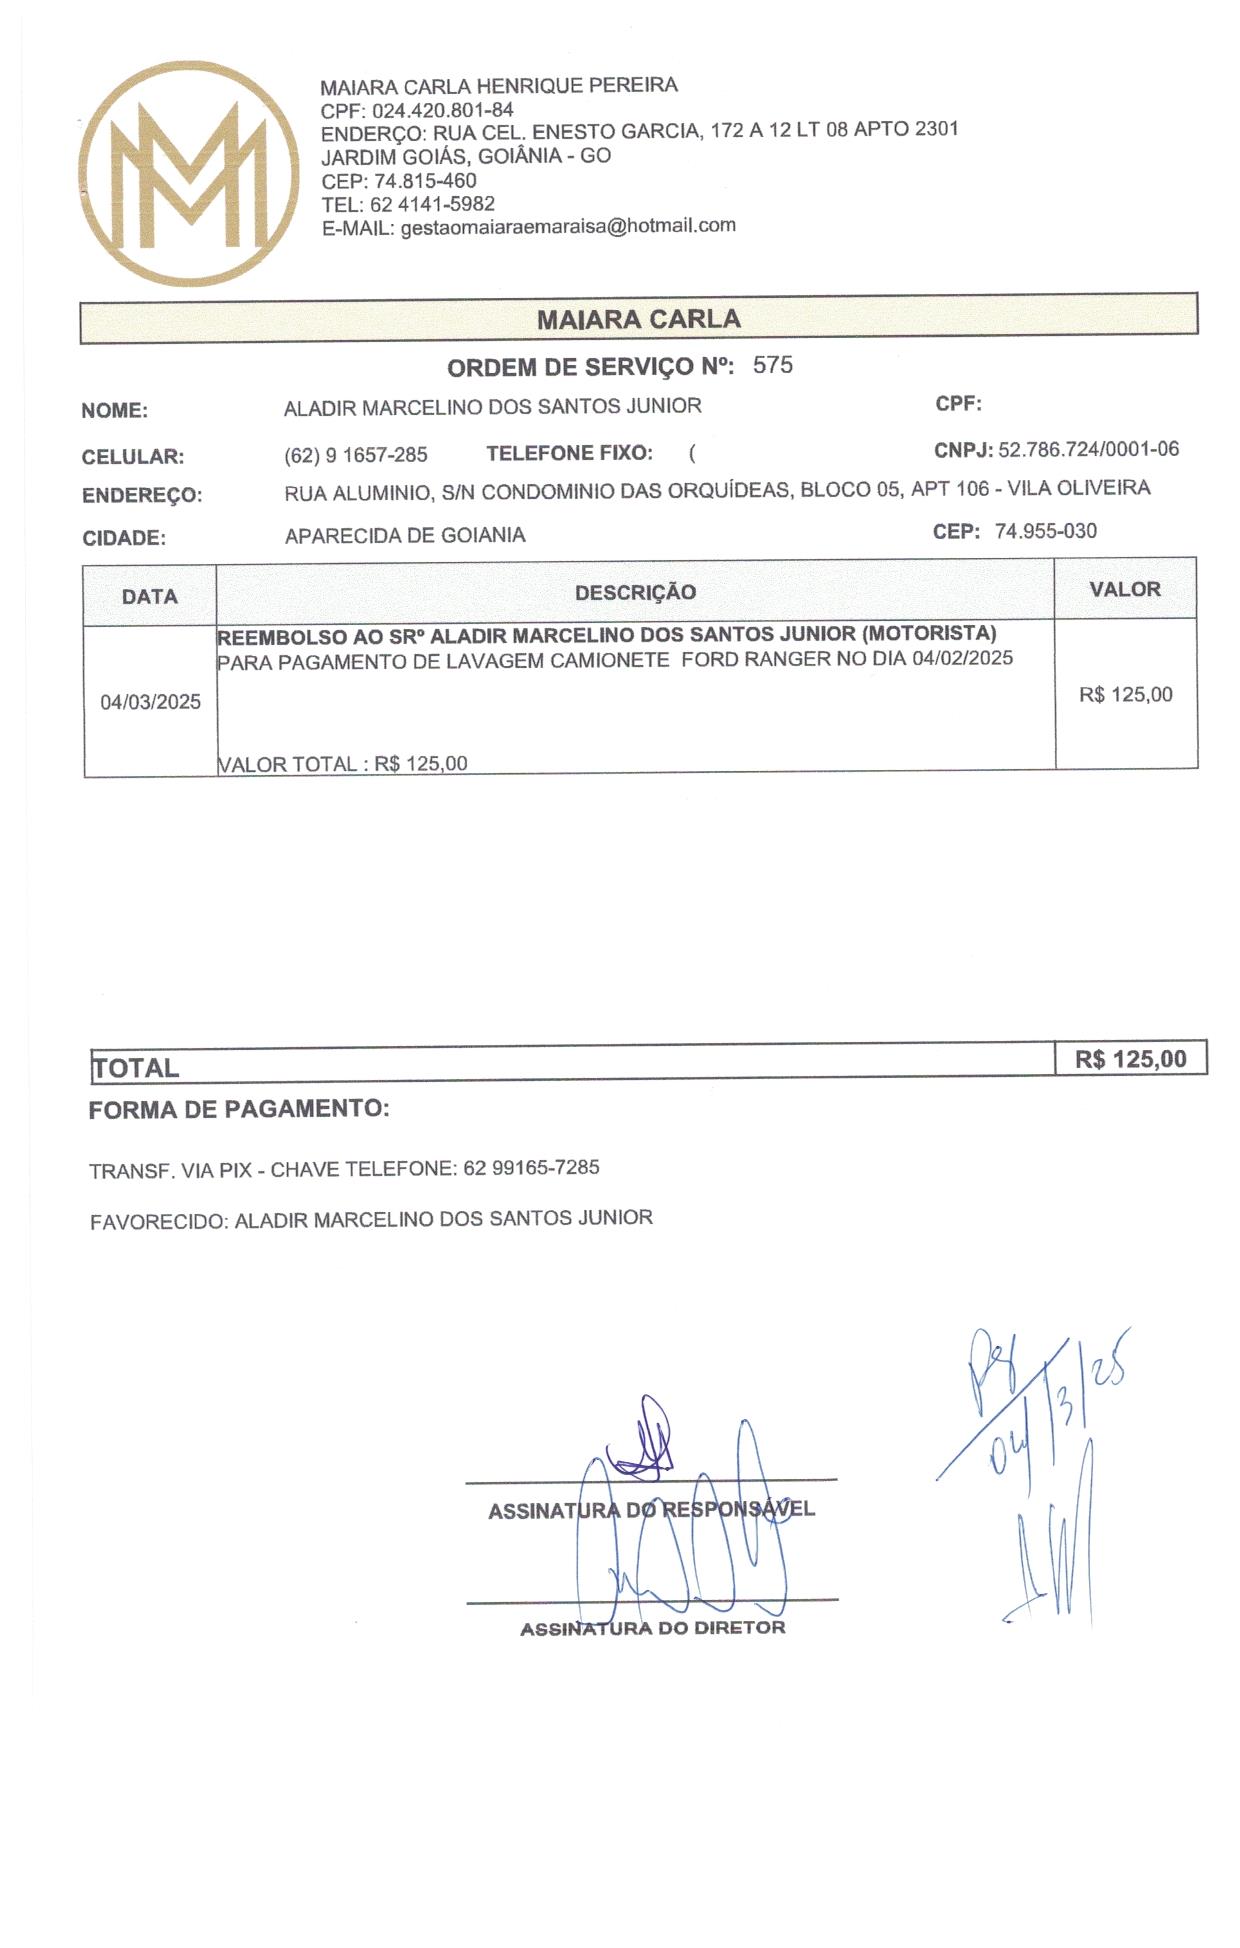 MAIARA CARLA HENRIQUE PEREIRA
CPF: 024.420.801-84
ENDERÇO: RUA CEL. ENESTO GARCIA, 172 A 12 LT 08 APTO 2301
JARDIM GOIÁS, GOIÂNIA - GO
CEP: 74.815-460
TEL: 62 4141-5982
E-MAIL: gestaomaiaraemaraisa@hotmail.com
MAIARA CARLA
ORDEM DE SERVIÇO Nº: 575
NOME: ALADIR MARCELINO DOS SANTOS JUNIOR CPF:
CELULAR: (62) 9 1657-285 TELEFONE FIXO: ( CNPJ: 52.786.724/0001-06
ENDEREÇO: RUA ALUMINIO, S/N CONDOMINIO DAS ORQUÍDEAS, BLOCO 05, APT 106 - VILA OLIVEIRA
CIDADE: APARECIDA DE GOIANIA CEP: 74.955-030
DATA DESCRIÇÃO VALOR
REEMBOLSO AO SRº ALADIR MARCELINO DOS SANTOS JUNIOR (MOTORISTA)
PARA PAGAMENTO DE LAVAGEM CAMIONETE FORD RANGER NO DIA 04/02/2025
04/03/2025 R$ 125,00
VALOR TOTAL : R$ 125,00
TOTAL R$ 125,00
FORMA DE PAGAMENTO:
TRANSF. VIA PIX - CHAVE TELEFONE: 62 99165-7285
FAVORECIDO: ALADIR MARCELINO DOS SANTOS JUNIOR
pg
04/3/25
ASSINATURA DO RESPONSÁVEL
ASSINATURA DO DIRETOR